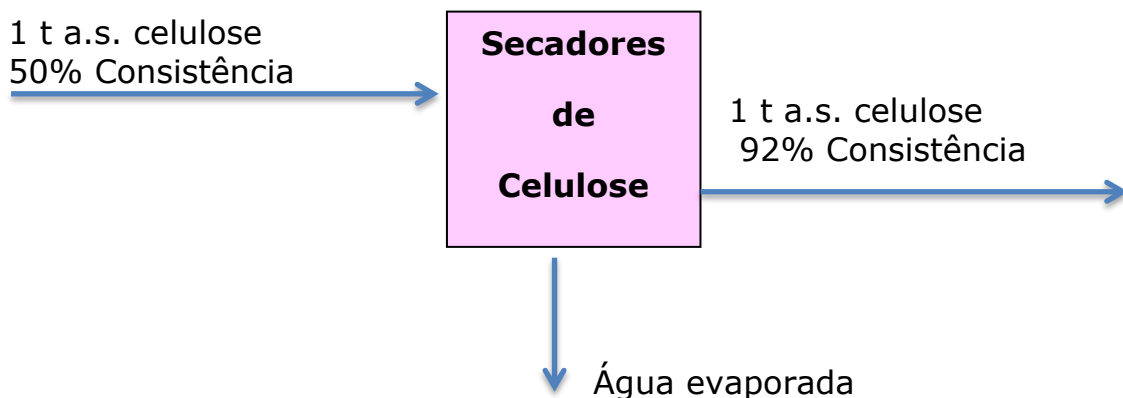 1 t a.s. celulose
50% Consistência
Secadores
de
Celulose
1 t a.s. celulose
92% Consistência
Água evaporada